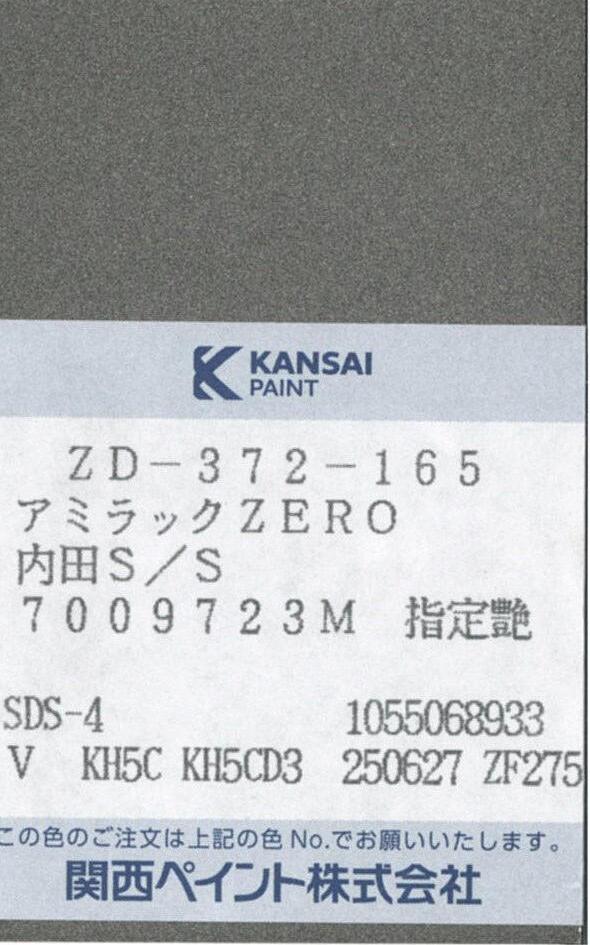 KANSAI
PAINT
ZD-372-165
アミラックZERO
内田S/S
7009723M 指定艶
SDS-4 1055068933
V KH5C KH5CD3 250627 ZF275
この色のご注文は上記の色 No.でお願いいたします。
関西ペイント株式会社